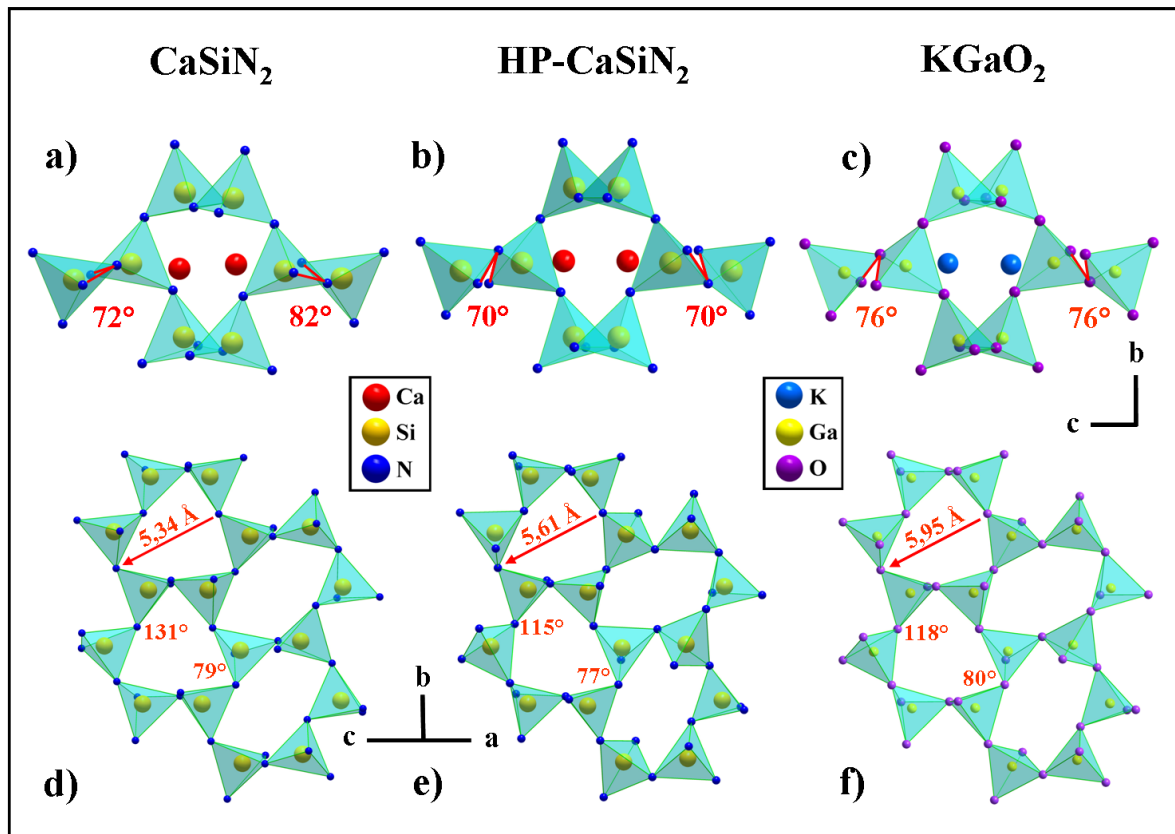 CaSiN₂
HP-CaSiN₂
KGaO₂
a)
b)
c)
72°
82°
70°
70°
76°
76°
b
c
Ca
Si
N
K
Ga
O
5,34 Å
5,61 Å
5,95 Å
131°
79°
115°
77°
118°
80°
b
c
a
d)
e)
f)